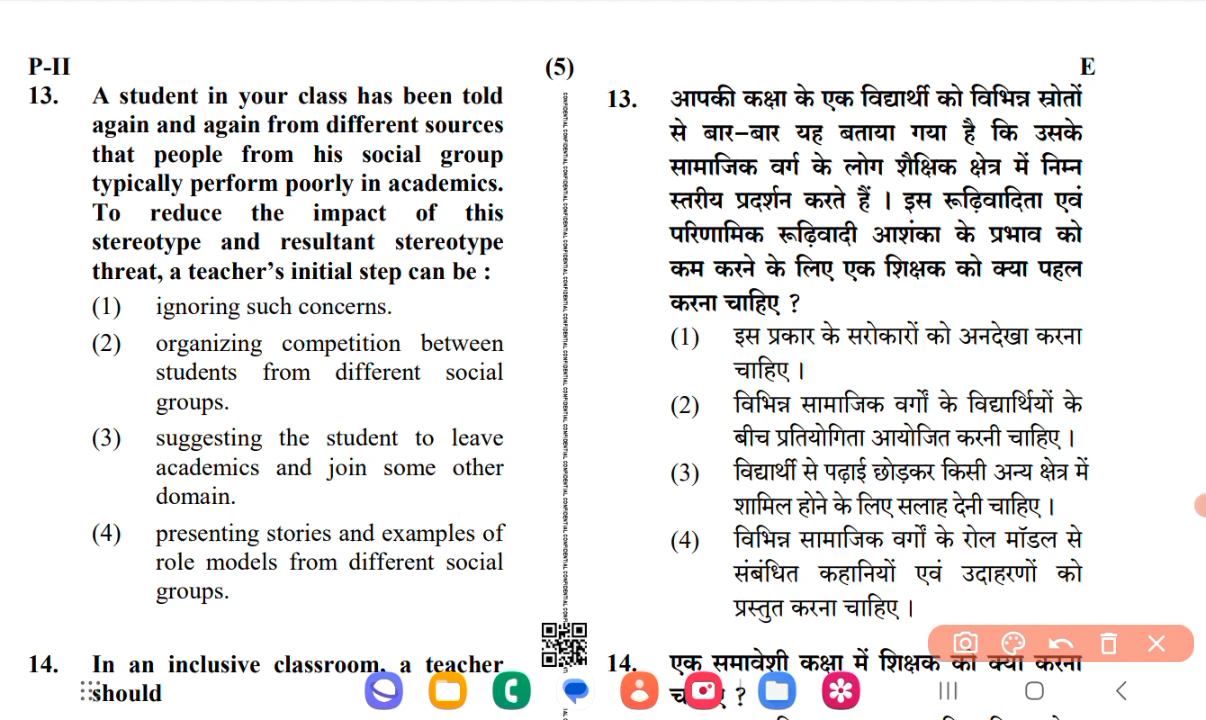 P-II
(5)
E
13. A student in your class has been told
again and again from different sources
that people from his social group
typically perform poorly in academics.
To reduce the impact of this
stereotype and resultant stereotype
threat, a teacher's initial step can be :
(1) ignoring such concerns.
(2) organizing competition between
students from different social
groups.
(3) suggesting the student to leave
academics and join some other
domain.
(4) presenting stories and examples of
role models from different social
groups.
14. In an inclusive classroom, a teacher
should
13. आपकी कक्षा के एक विद्यार्थी को विभिन्न स्रोतों
से बार-बार यह बताया गया है कि उसके
सामाजिक वर्ग के लोग शैक्षिक क्षेत्र में निम्न
स्तरीय प्रदर्शन करते हैं । इस रूढ़िवादिता एवं
परिणामिक रूढ़िवादी आशंका के प्रभाव को
कम करने के लिए एक शिक्षक को क्या पहल
करना चाहिए ?
(1) इस प्रकार के सरोकारों को अनदेखा करना
चाहिए ।
(2) विभिन्न सामाजिक वर्गों के विद्यार्थियों के
बीच प्रतियोगिता आयोजित करनी चाहिए ।
(3) विद्यार्थी से पढ़ाई छोड़कर किसी अन्य क्षेत्र में
शामिल होने के लिए सलाह देनी चाहिए ।
(4) विभिन्न सामाजिक वर्गों के रोल मॉडल से
संबंधित कहानियों एवं उदाहरणों को
प्रस्तुत करना चाहिए ।
14. एक समावेशी कक्षा में शिक्षक को क्या करना
?